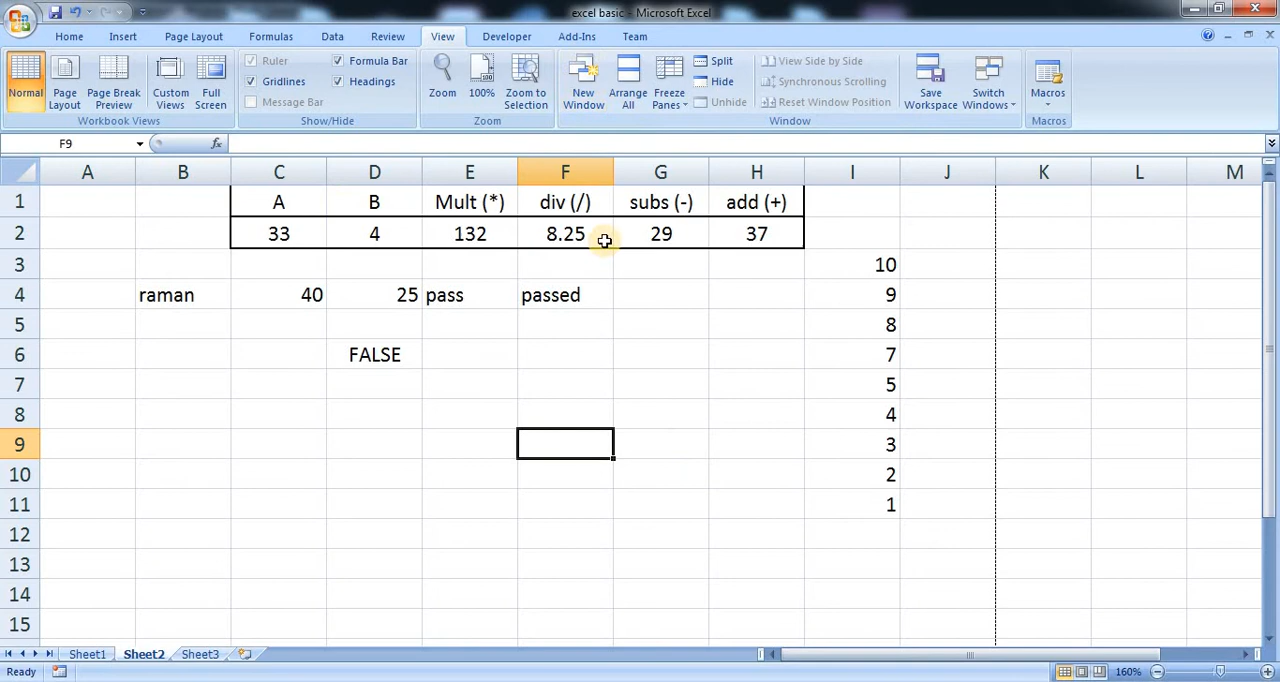 excel basic - Microsoft Excel
Home Insert Page Layout Formulas Data Review View Developer Add-Ins Team
Normal Page Layout Page Break Preview Custom Views Full Screen
Workbook Views
Ruler Formula Bar
Gridlines Headings
Message Bar
Show/Hide
Zoom 100% Zoom to Selection
Zoom
New Window Arrange All Freeze Panes
Split
Hide
Unhide
View Side by Side
Synchronous Scrolling
Reset Window Position
Save Workspace Switch Windows
Window
Macros
Macros
F9 fx
A B C D E F G H I J K L M
1 A B Mult (*) div (/) subs (-) add (+)
2 33 4 132 8.25 29 37
3 10
4 raman 40 25 pass passed 9
5 8
6 FALSE 7
7 5
8 4
9 3
10 2
11 1
12
13
14
15
Sheet1 Sheet2 Sheet3
Ready 160%